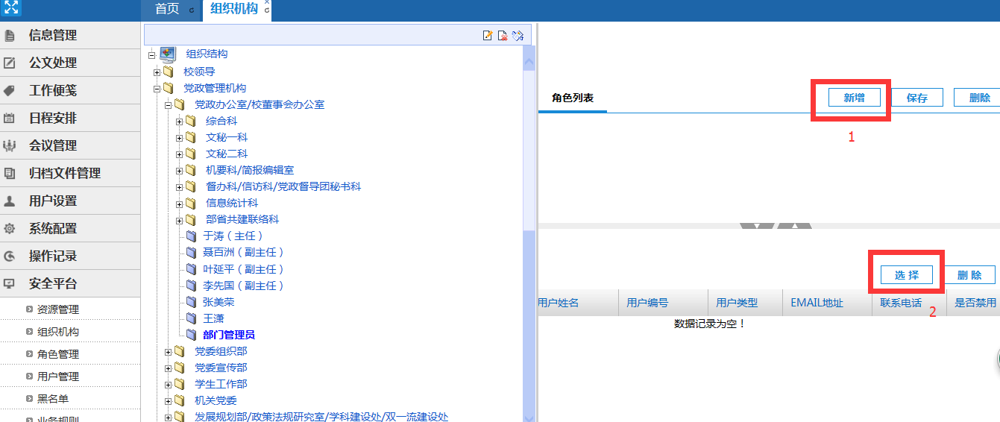 首页
组织机构
信息管理
公文处理
工作便笺
日程安排
会议管理
归档文件管理
用户设置
系统配置
操作记录
安全平台
资源管理
组织机构
角色管理
用户管理
黑名单
业务规则
组织结构
校领导
党政管理机构
党政办公室/校董事会办公室
综合科
文秘一科
文秘二科
机要科/简报编辑室
督办科/信访科/党政督导团秘书科
信息统计科
部省共建联络科
于涛（主任）
聂百洲（副主任）
叶延平（副主任）
李先国（副主任）
张美荣
王潇
部门管理员
党委组织部
党委宣传部
学生工作部
机关党委
发展规划部/政策法规研究室/学科建设处/双一流建设处
角色列表
新增 保存 删除
1
选 择 删 除
用户姓名 用户编号 用户类型 EMAIL地址 联系电话 是否禁用
2
数据记录为空！